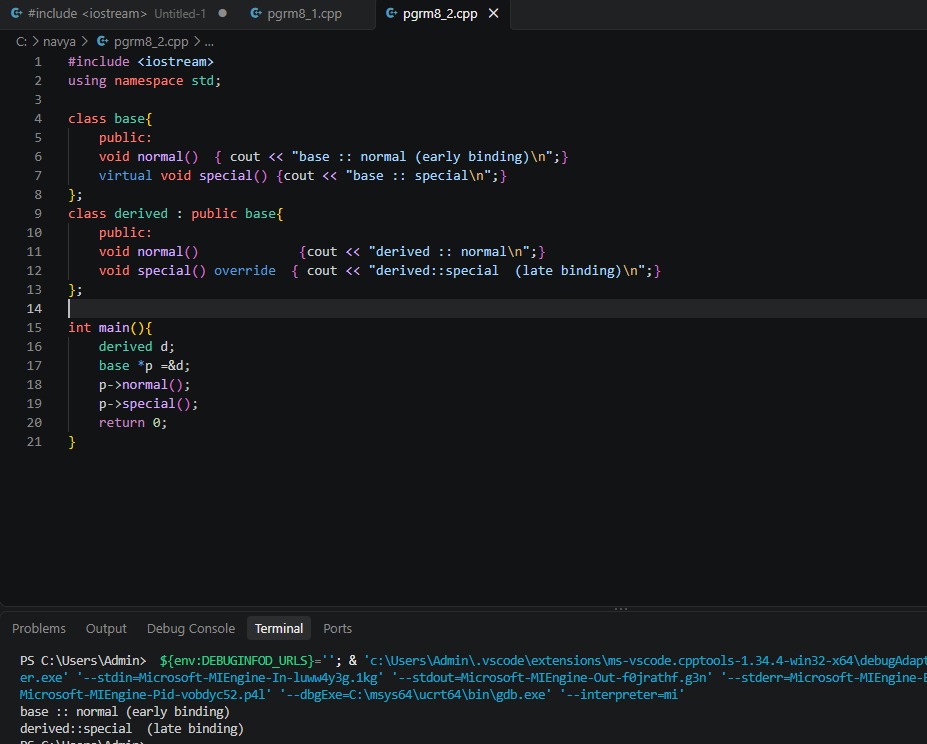 #include <iostream> Untitled-1 pgrm8_1.cpp pgrm8_2.cpp
C: > navya > pgrm8_2.cpp > ...
1 #include <iostream>
2 using namespace std;
3
4 class base{
5 public:
6 void normal()  { cout << "base :: normal (early binding)\n";}
7 virtual void special() {cout << "base :: special\n";}
8 };
9 class derived : public base{
10 public:
11 void normal()             {cout << "derived :: normal\n";}
12 void special() override  { cout << "derived::special  (late binding)\n";}
13 };
14
15 int main(){
16 derived d;
17 base *p =&d;
18 p->normal();
19 p->special();
20 return 0;
21 }
Problems Output Debug Console Terminal Ports
PS C:\Users\Admin>  ${env:DEBUGINFOD_URLS}=''; & 'c:\Users\Admin\.vscode\extensions\ms-vscode.cpptools-1.34.4-win32-x64\debugAdapt
er.exe' '--stdin=Microsoft-MIEngine-In-luww4y3g.1kg' '--stdout=Microsoft-MIEngine-Out-f0jrathf.g3n' '--stderr=Microsoft-MIEngine-E
Microsoft-MIEngine-Pid-vobdyc52.p4l' '--dbgExe=C:\msys64\ucrt64\bin\gdb.exe' '--interpreter=mi'
base :: normal (early binding)
derived::special  (late binding)
PS C:\Users\Admin>